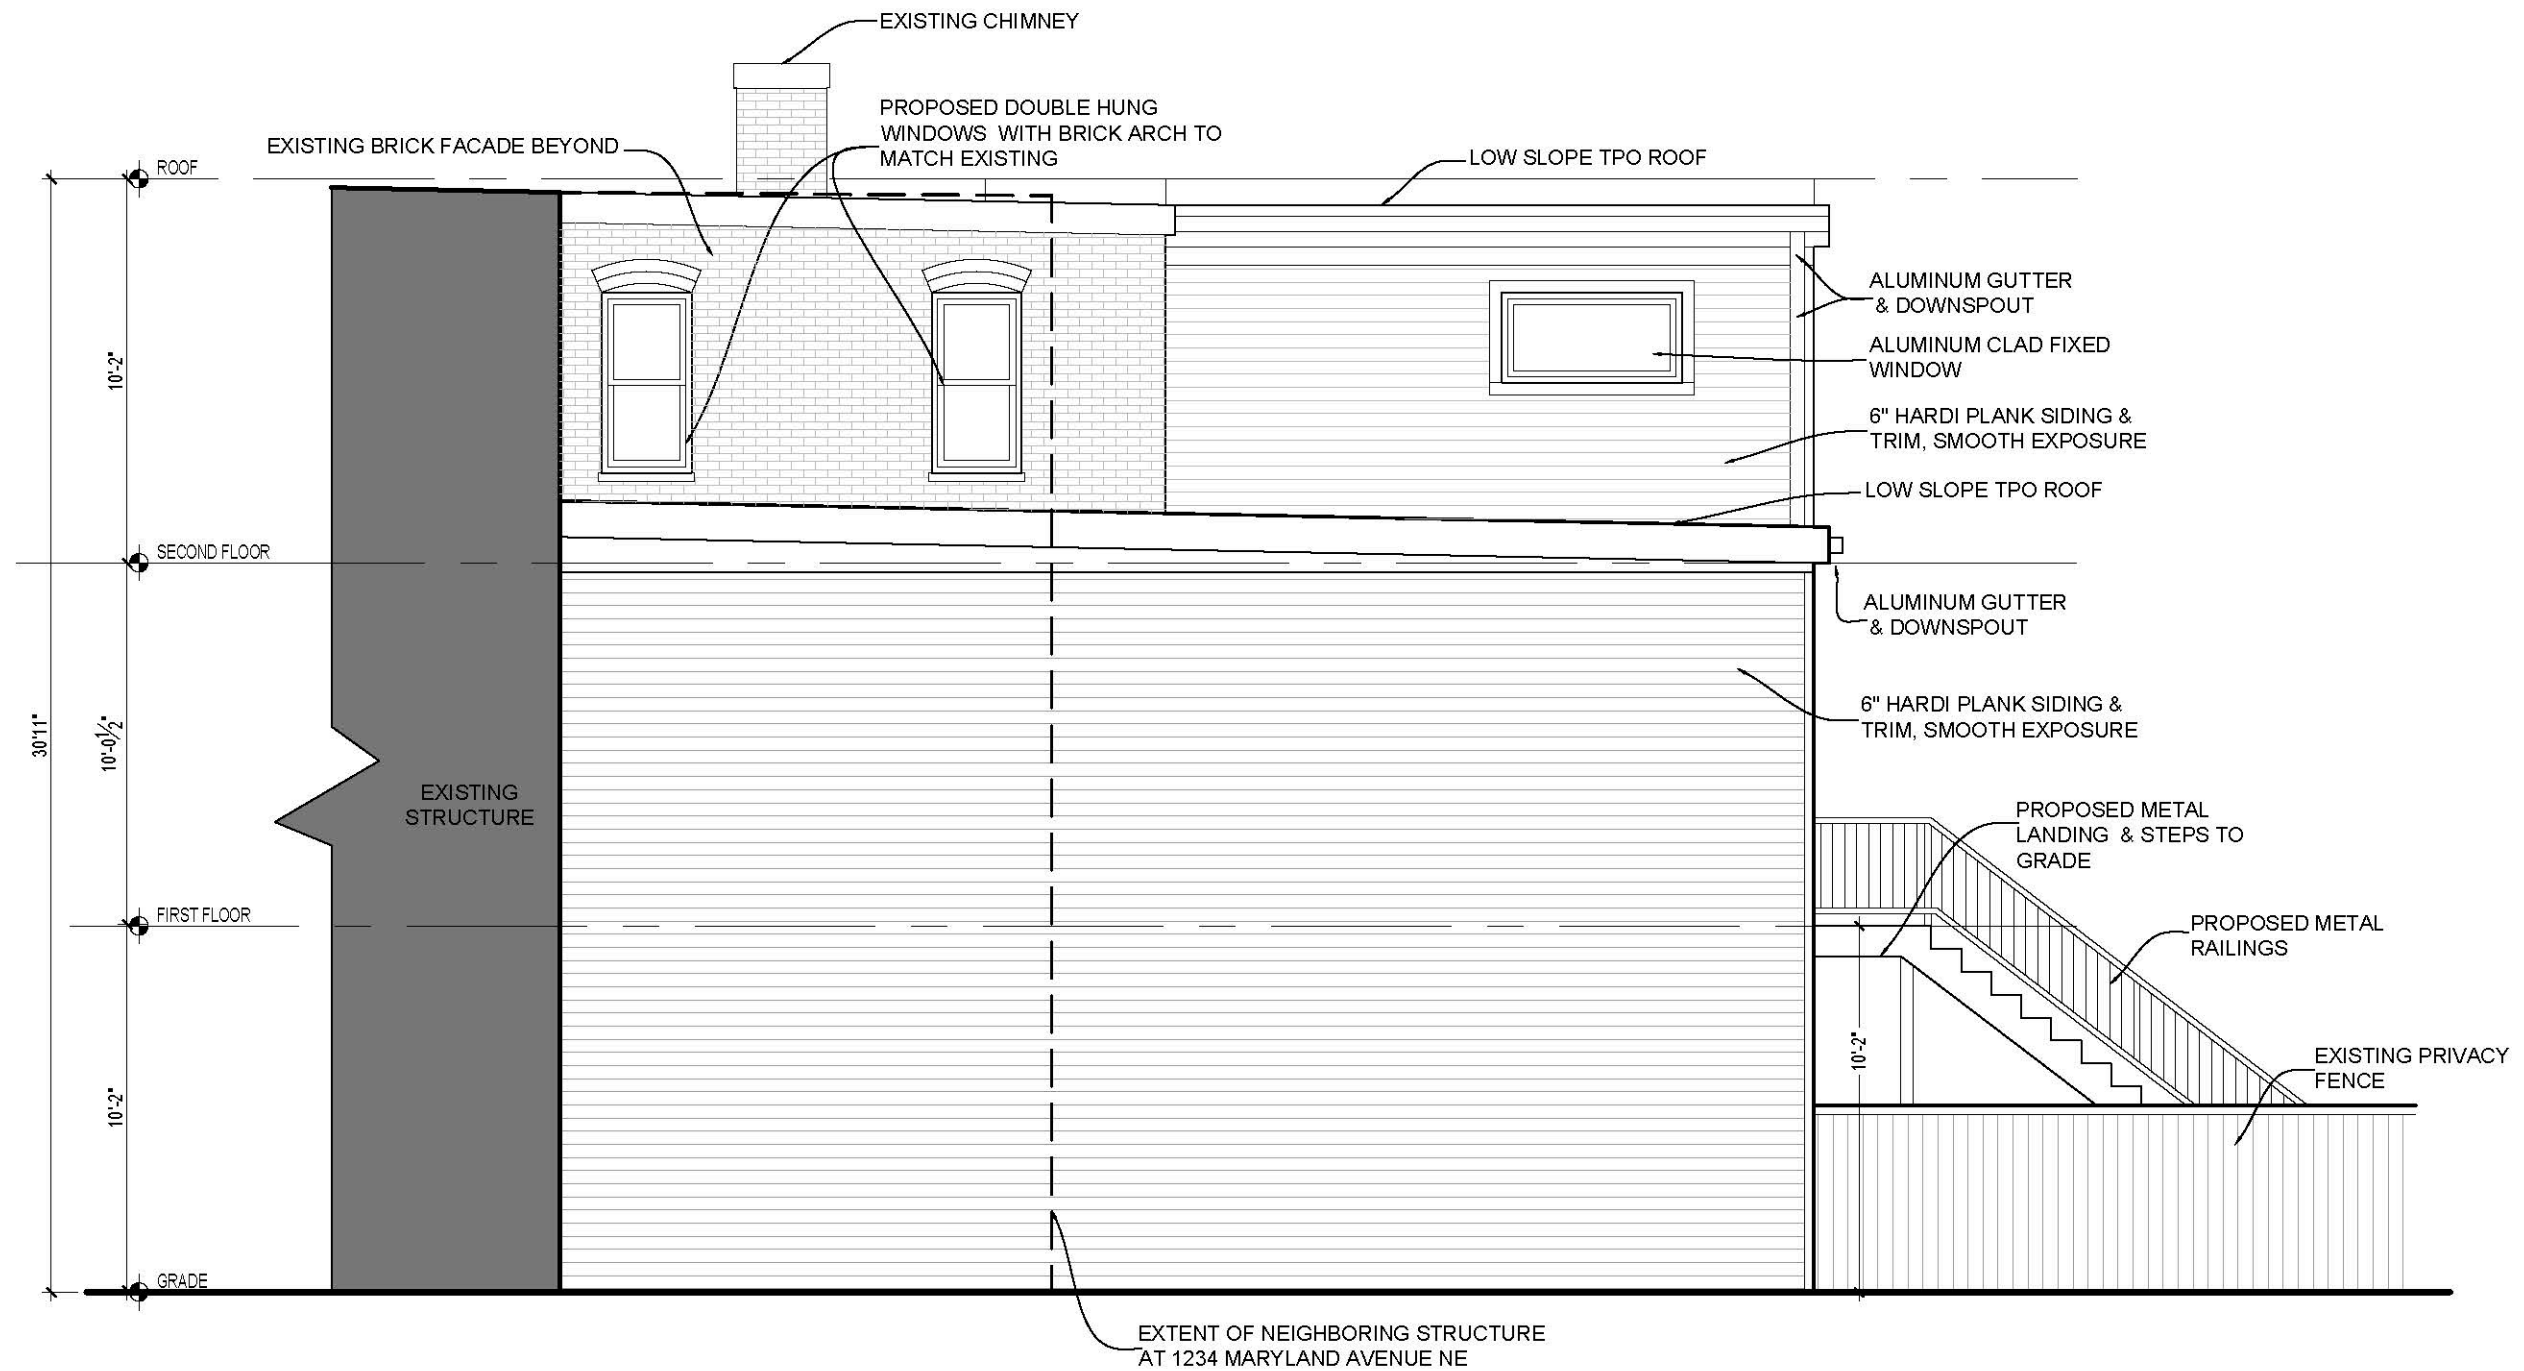 EXISTING CHIMNEY
PROPOSED DOUBLE HUNG
WINDOWS WITH BRICK ARCH TO
MATCH EXISTING
EXISTING BRICK FACADE BEYOND
LOW SLOPE TPO ROOF
ROOF
ALUMINUM GUTTER
& DOWNSPOUT
ALUMINUM CLAD FIXED
WINDOW
10'-2"
6" HARDI PLANK SIDING &
TRIM, SMOOTH EXPOSURE
LOW SLOPE TPO ROOF
SECOND FLOOR
ALUMINUM GUTTER
& DOWNSPOUT
6" HARDI PLANK SIDING &
TRIM, SMOOTH EXPOSURE
30'11"
10'-0½"
EXISTING
STRUCTURE
PROPOSED METAL
LANDING & STEPS TO
GRADE
FIRST FLOOR
PROPOSED METAL
RAILINGS
10'-2"
EXISTING PRIVACY
FENCE
10'-2"
GRADE
EXTENT OF NEIGHBORING STRUCTURE
AT 1234 MARYLAND AVENUE NE